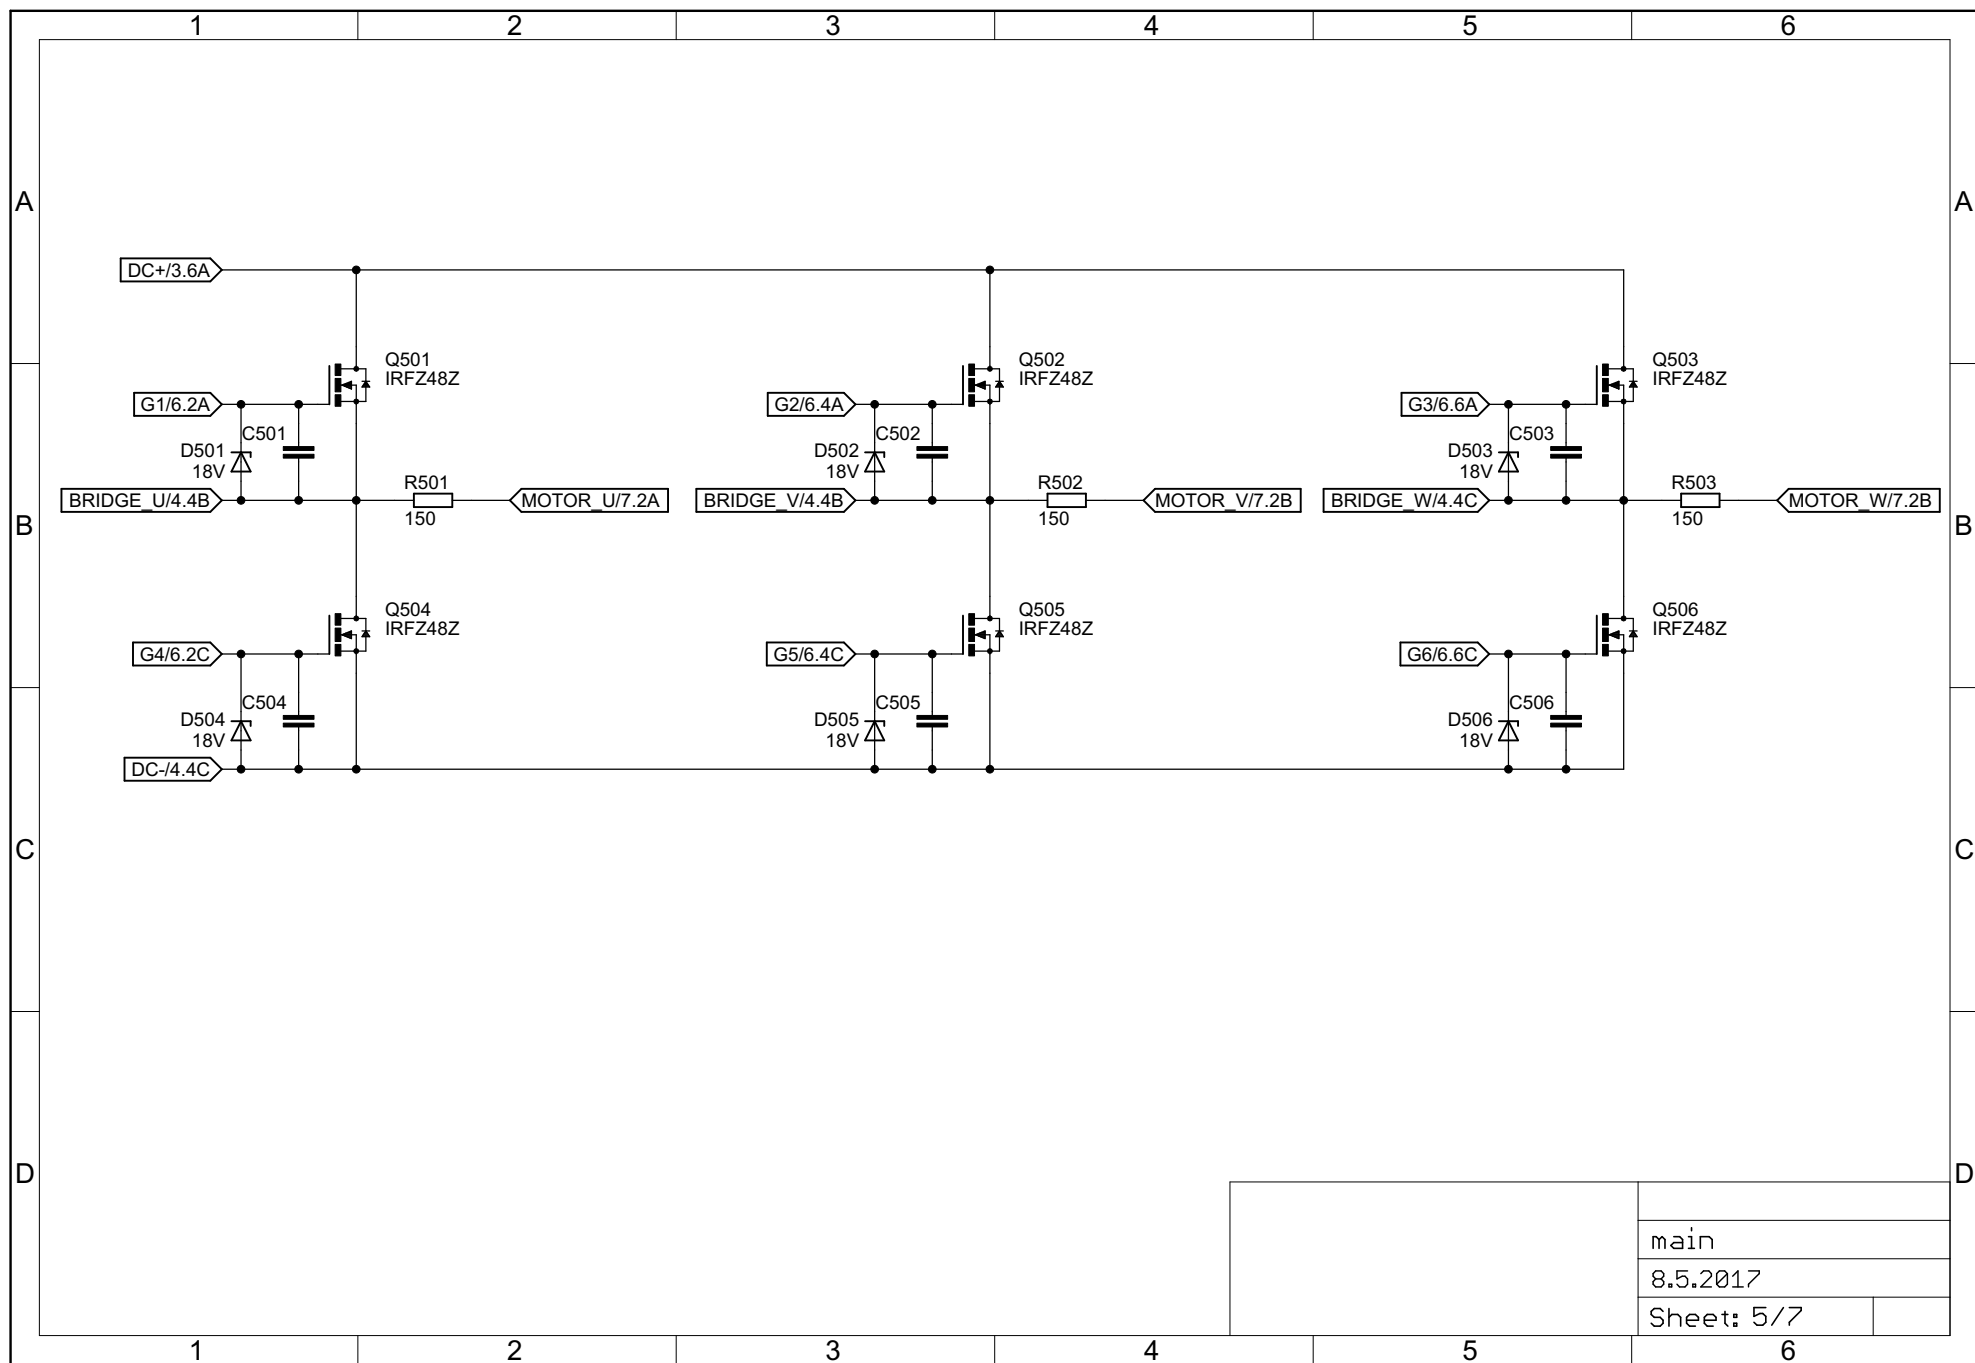 1 2 3 4 5 6
A A
DC+/3.6A
Q501 Q502 Q503
IRFZ48Z IRFZ48Z IRFZ48Z
G1/6.2A G2/6.4A G3/6.6A
C501 C502 C503
D501 D502 D503
18V 18V 18V
R501 R502 R503
BRIDGE_U/4.4B MOTOR_U/7.2A BRIDGE_V/4.4B MOTOR_V/7.2B BRIDGE_W/4.4C MOTOR_W/7.2B
150 150 150
B B
Q504 Q505 Q506
IRFZ48Z IRFZ48Z IRFZ48Z
G4/6.2C G5/6.4C G6/6.6C
C504 C505 C506
D504 D505 D506
18V 18V 18V
DC-/4.4C
C C
D D
main
8.5.2017
Sheet: 5/7
1 2 3 4 5 6